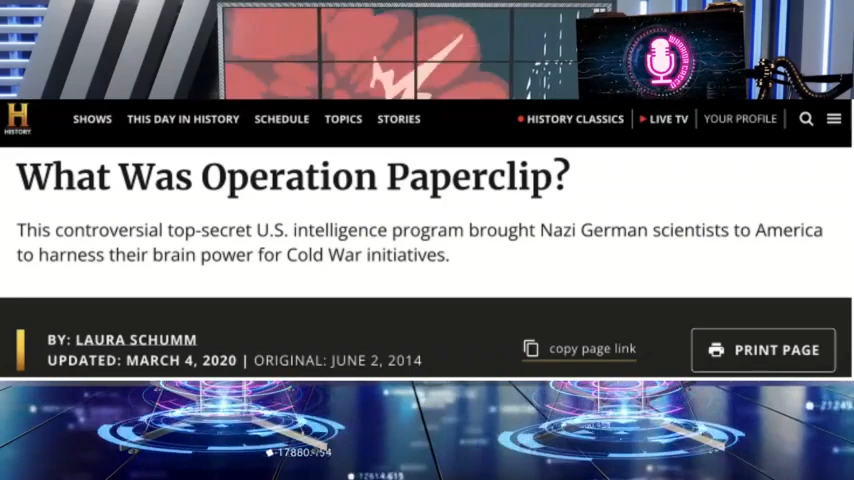 H
HISTORY
SHOWS THIS DAY IN HISTORY SCHEDULE TOPICS STORIES HISTORY CLASSICS LIVE TV YOUR PROFILE
What Was Operation Paperclip?
This controversial top-secret U.S. intelligence program brought Nazi German scientists to America
to harness their brain power for Cold War initiatives.
BY: LAURA SCHUMM
UPDATED: MARCH 4, 2020 | ORIGINAL: JUNE 2, 2014
copy page link
PRINT PAGE